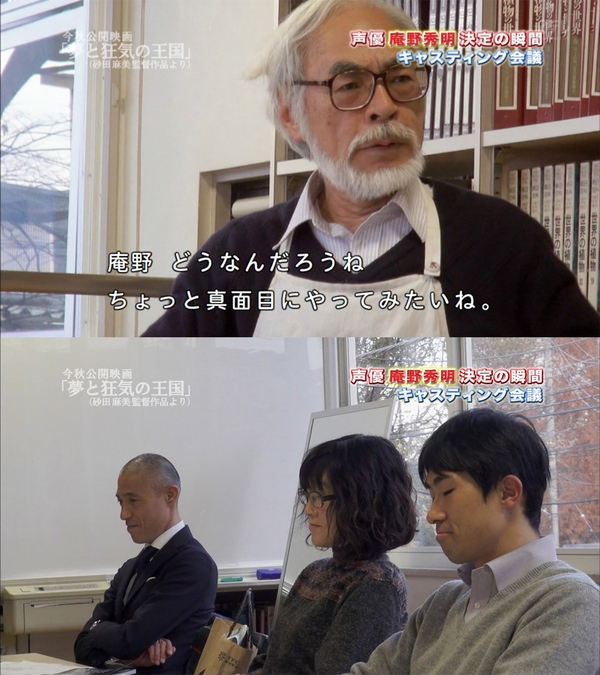 今秋公開映画
「夢と狂気の王国」
(砂田麻美監督作品より)
声優 庵野秀明 決定の瞬間
キャスティング会議
世界の植物
庵野 どうなんだろうね
ちょっと真面目にやってみたいね。
今秋公開映画
「夢と狂気の王国」
(砂田麻美監督作品より)
声優 庵野秀明 決定の瞬間
キャスティング会議